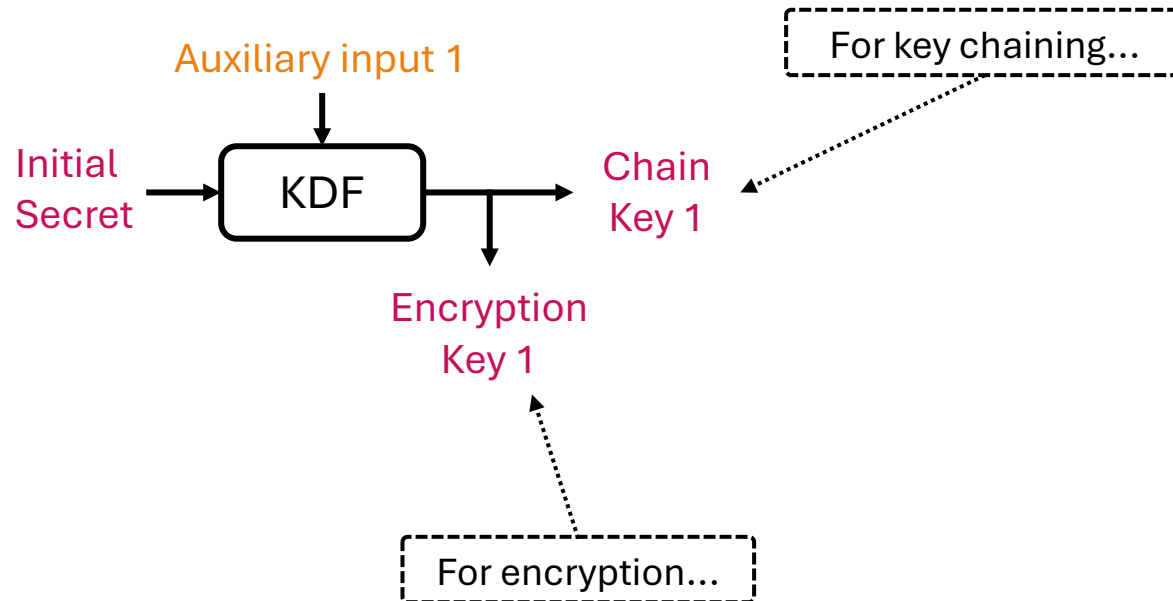 For key chaining...
Auxiliary input 1
Initial
Secret
KDF
Chain
Key 1
Encryption
Key 1
For encryption...